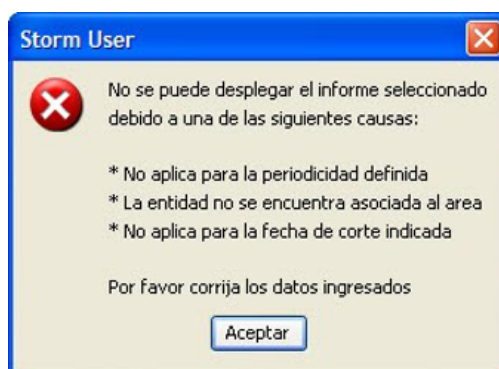 Storm User
No se puede desplegar el informe seleccionado
debido a una de las siguientes causas:
* No aplica para la periodicidad definida
* La entidad no se encuentra asociada al area
* No aplica para la fecha de corte indicada
Por favor corrija los datos ingresados
Aceptar